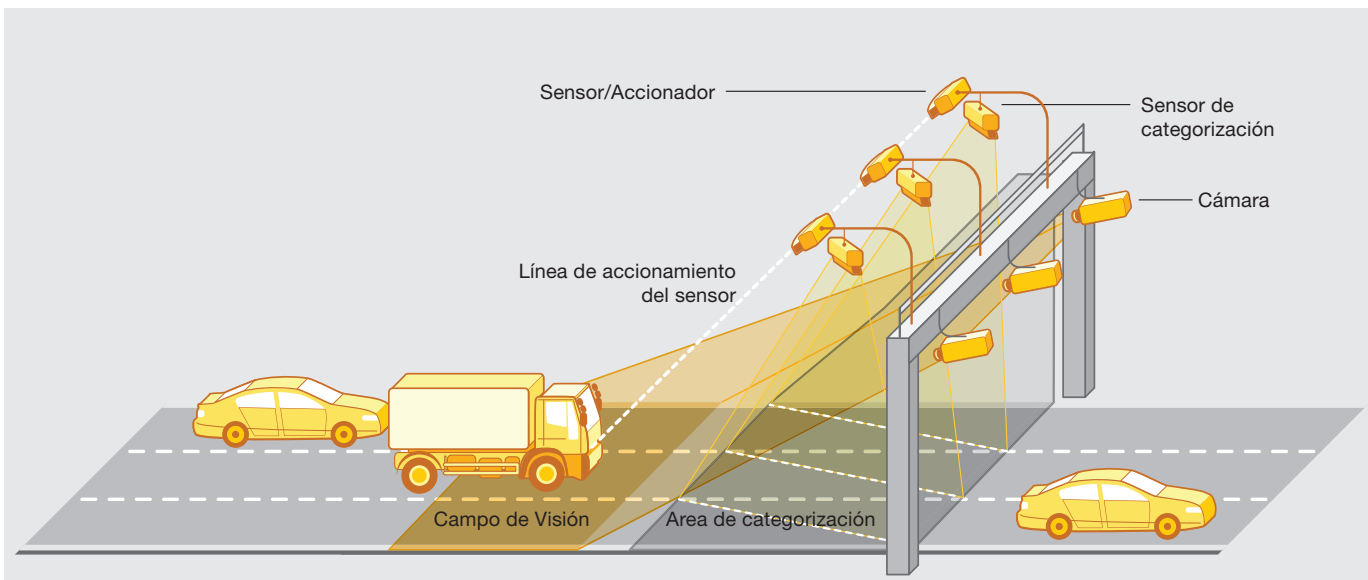 Sensor/Accionador
Sensor de
categorización
Cámara
Línea de accionamiento
del sensor
Campo de Visión
Area de categorización